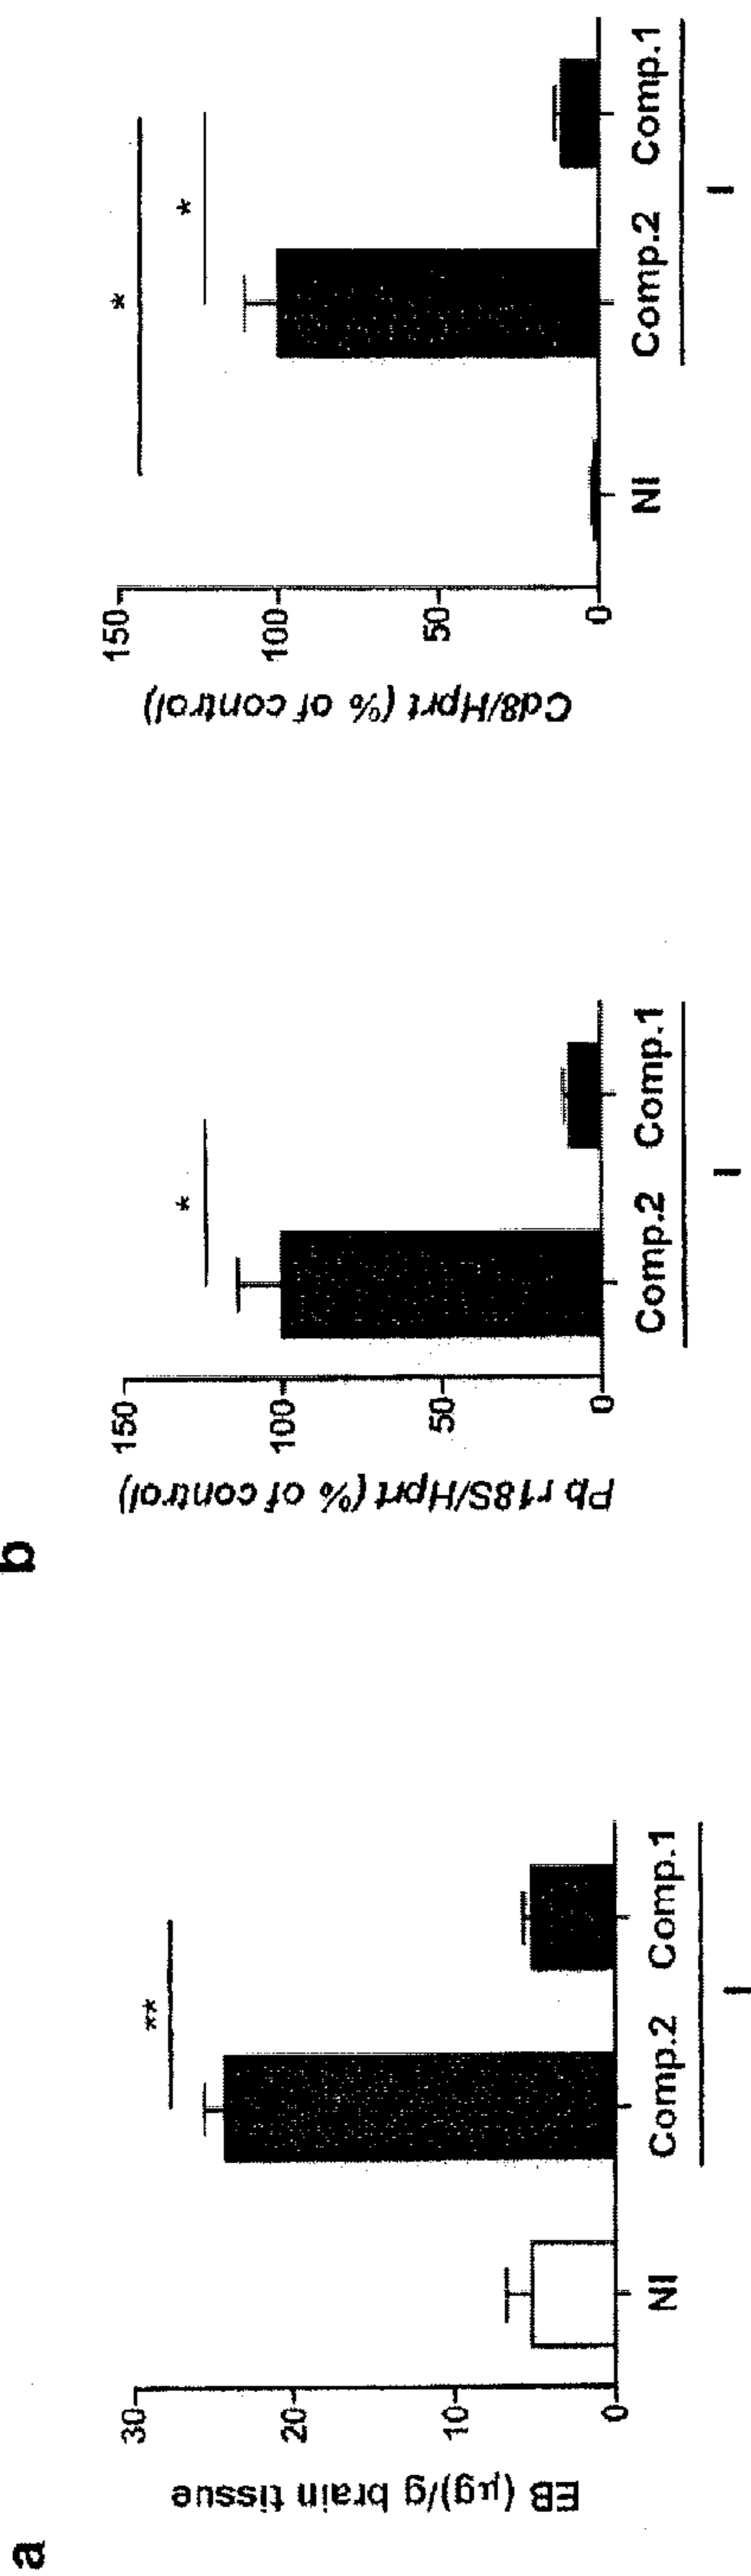 a
EB (µg)/g brain tissue
30
20
10
0
**
NI
Comp.2
Comp.1
I
b
Pb r18S/Hprt (% of control)
150
100
50
0
*
Comp.2
Comp.1
I
Cd8/Hprt (% of control)
150
100
50
0
*
*
NI
Comp.2
Comp.1
I